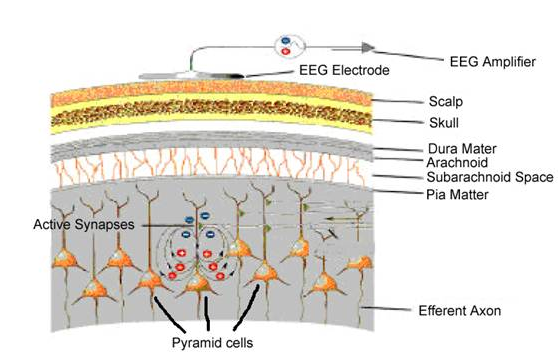 EEG Amplifier
EEG Electrode
Scalp
Skull
Dura Mater
Arachnoid
Subarachnoid Space
Pia Matter
Active Synapses
Efferent Axon
Pyramid cells